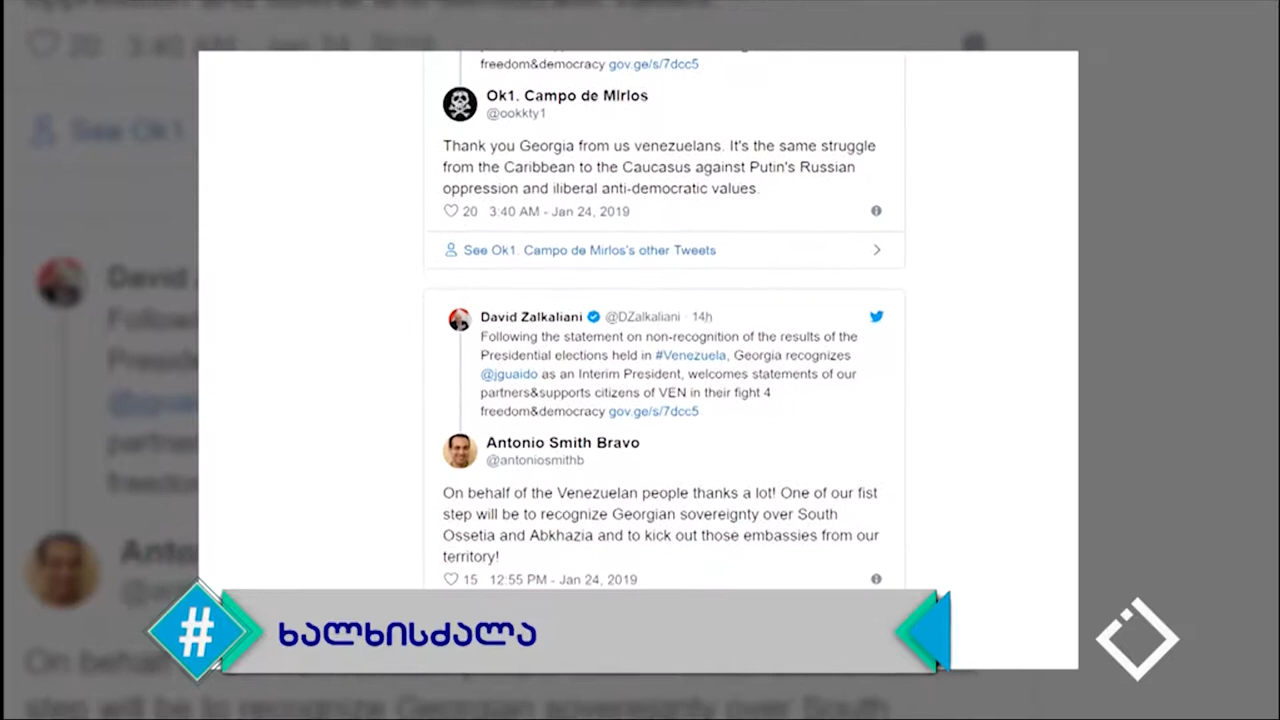 freedom&democracy gov.ge/s/7dcc5
Ok1. Campo de Mirlos
@ookkty1
Thank you Georgia from us venezuelans. It's the same struggle
from the Caribbean to the Caucasus against Putin's Russian
oppression and iliberal anti-democratic values.
20 3:40 AM - Jan 24, 2019
See Ok1. Campo de Mirlos's other Tweets
David Zalkaliani @DZalkaliani · 14h
Following the statement on non-recognition of the results of the
Presidential elections held in #Venezuela, Georgia recognizes
@jguaido as an Interim President, welcomes statements of our
partners&supports citizens of VEN in their fight 4
freedom&democracy gov.ge/s/7dcc5
Antonio Smith Bravo
@antoniosmithb
On behalf of the Venezuelan people thanks a lot! One of our fist
step will be to recognize Georgian sovereignty over South
Ossetia and Abkhazia and to kick out those embassies from our
territory!
15 12:55 PM - Jan 24, 2019
# ხალხისძალა